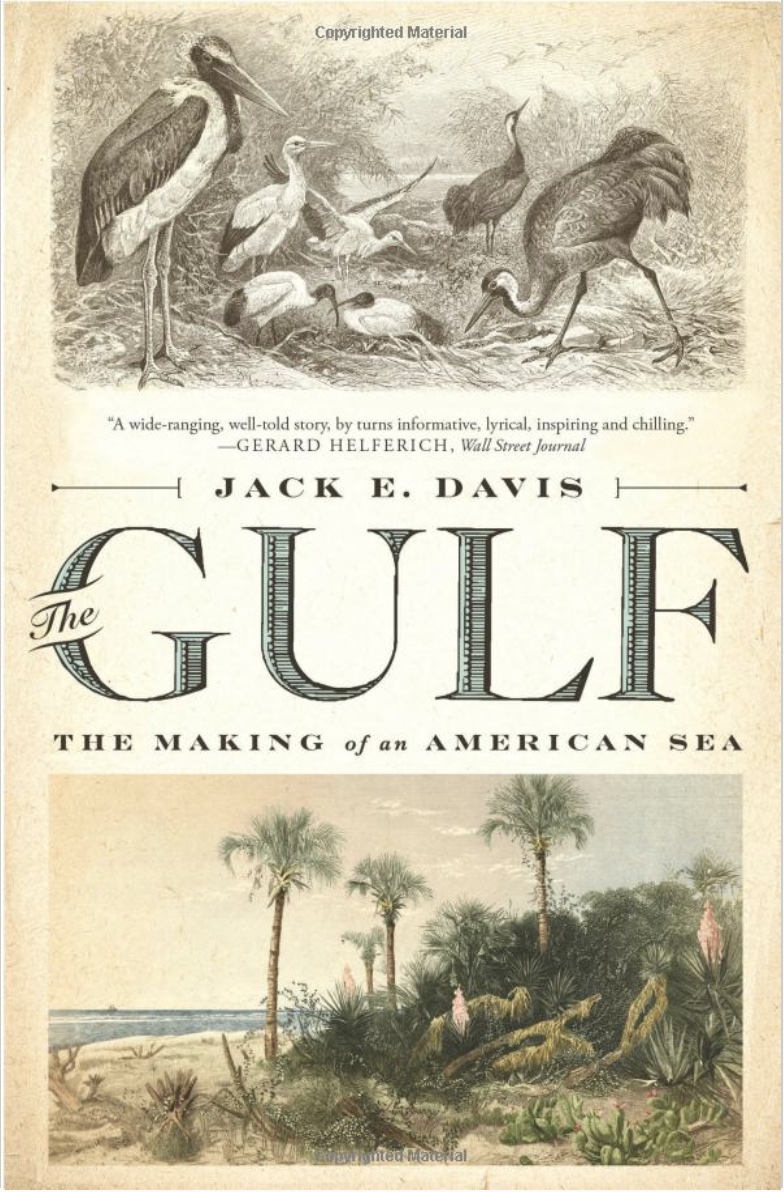 Copyrighted Material
“A wide-ranging, well-told story, by turns informative, lyrical, inspiring and chilling.”
—GERARD HELFERICH, Wall Street Journal
JACK E. DAVIS
The GULF
THE MAKING of an AMERICAN SEA
Copyrighted Material